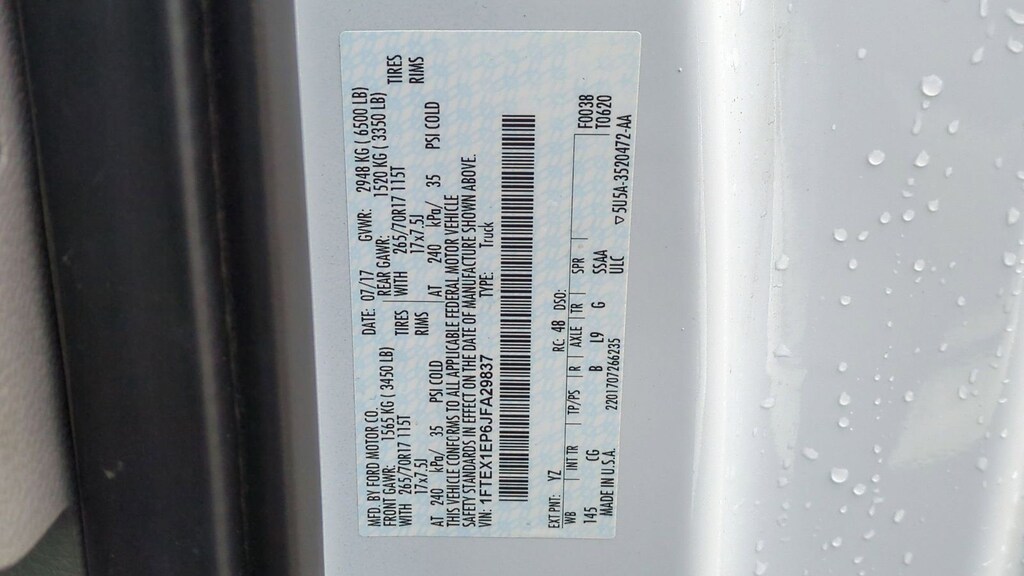 MFD. BY FORD MOTOR CO.
DATE: 07/17 GVWR: 2948 KG ( 6500 LB)
FRONT GAWR: 1565 KG ( 3450 LB) REAR GAWR: 1520 KG ( 3350 LB)
WITH 265/70R17 115T TIRES WITH 265/70R17 115T TIRES
17x7.5J RIMS 17x7.5J RIMS
AT 240 kPa/ 35 PSI COLD AT 240 kPa/ 35 PSI COLD
THIS VEHICLE CONFORMS TO ALL APPLICABLE FEDERAL MOTOR VEHICLE
SAFETY STANDARDS IN EFFECT ON THE DATE OF MANUFACTURE SHOWN ABOVE.
VIN: 1FTEX1EP6JFA29837 TYPE: Truck
EXT PNT: YZ RC: 48 DSO: F0038
WB INT TR TP/PS R AXLE TR SPR T0620
145 CG B L9 G SSAA
MADE IN U.S.A. 2201707266235 ULC ▽5U5A-3520472-AA